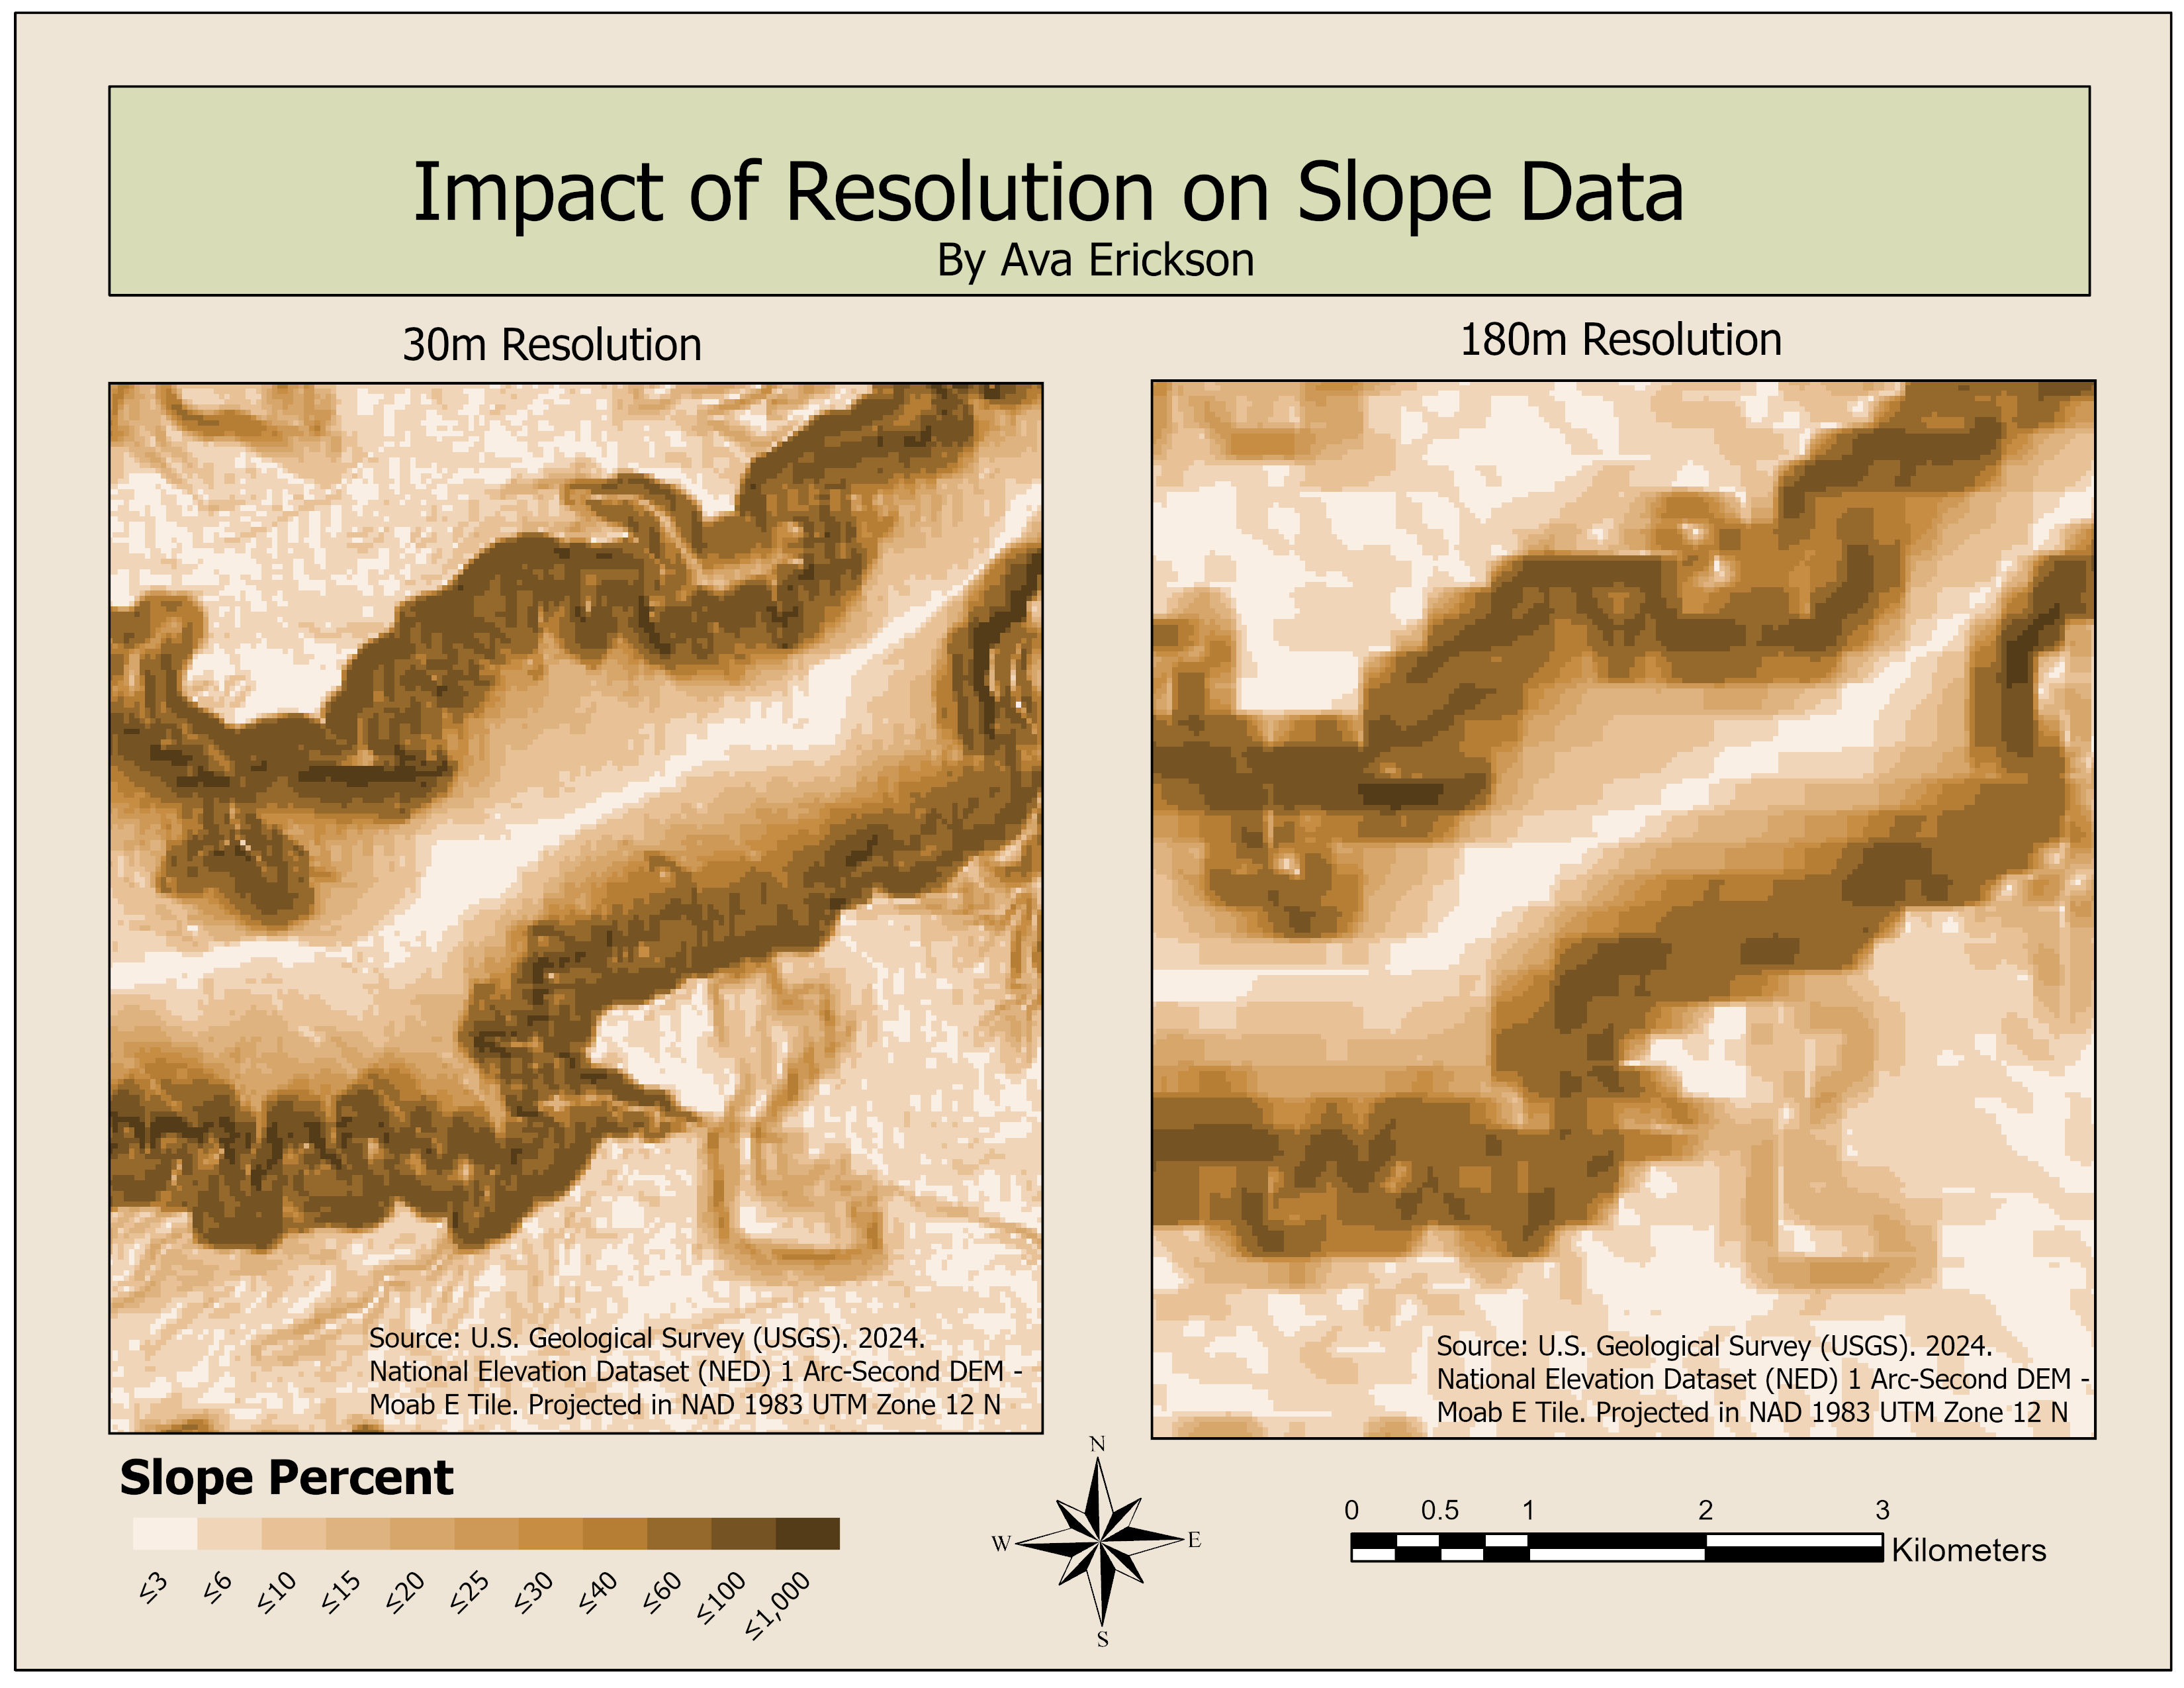 Impact of Resolution on Slope Data
By Ava Erickson
30m Resolution
180m Resolution
Source: U.S. Geological Survey (USGS). 2024.
National Elevation Dataset (NED) 1 Arc-Second DEM -
Moab E Tile. Projected in NAD 1983 UTM Zone 12 N
Source: U.S. Geological Survey (USGS). 2024.
National Elevation Dataset (NED) 1 Arc-Second DEM -
Moab E Tile. Projected in NAD 1983 UTM Zone 12 N
Slope Percent
≤3 ≤6 ≤10 ≤15 ≤20 ≤25 ≤30 ≤40 ≤60 ≤100 ≤1,000
N
W E
S
0 0.5 1 2 3
Kilometers